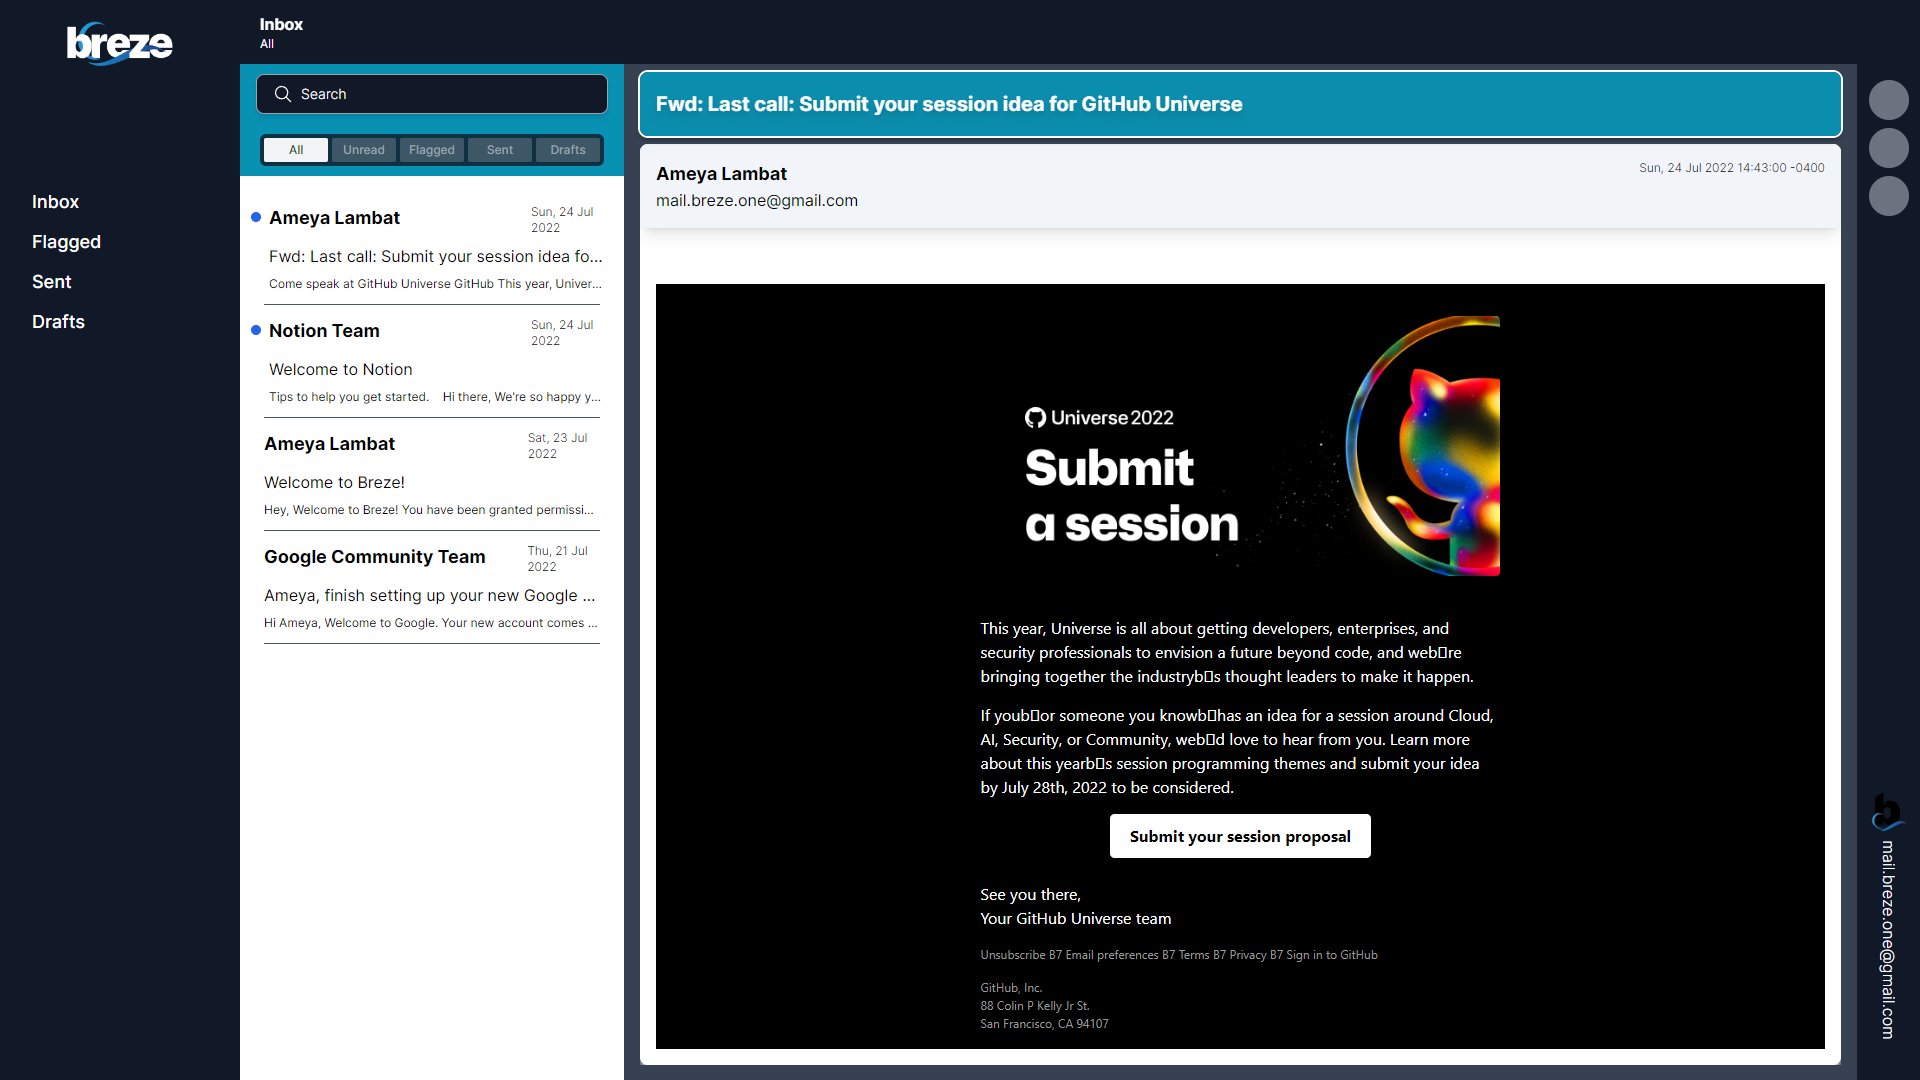 breze
Inbox
All
Inbox
Flagged
Sent
Drafts
Search
All
Unread
Flagged
Sent
Drafts
Ameya Lambat
Sun, 24 Jul
2022
Fwd: Last call: Submit your session idea fo...
Come speak at GitHub Universe GitHub This year, Univer...
Notion Team
Sun, 24 Jul
2022
Welcome to Notion
Tips to help you get started. Hi there, We're so happy y...
Ameya Lambat
Sat, 23 Jul
2022
Welcome to Breze!
Hey, Welcome to Breze! You have been granted permissi...
Google Community Team
Thu, 21 Jul
2022
Ameya, finish setting up your new Google ...
Hi Ameya, Welcome to Google. Your new account comes ...
Fwd: Last call: Submit your session idea for GitHub Universe
Ameya Lambat
Sun, 24 Jul 2022 14:43:00 -0400
mail.breze.one@gmail.com
Universe2022
Submit
a session
This year, Universe is all about getting developers, enterprises, and
security professionals to envision a future beyond code, and web▯re
bringing together the industryb▯s thought leaders to make it happen.
If youb▯or someone you knowb▯has an idea for a session around Cloud,
AI, Security, or Community, web▯d love to hear from you. Learn more
about this yearb▯s session programming themes and submit your idea
by July 28th, 2022 to be considered.
Submit your session proposal
See you there,
Your GitHub Universe team
Unsubscribe B7 Email preferences B7 Terms B7 Privacy B7 Sign in to GitHub
GitHub, Inc.
88 Colin P Kelly Jr St.
San Francisco, CA 94107
b
mail.breze.one@gmail.com